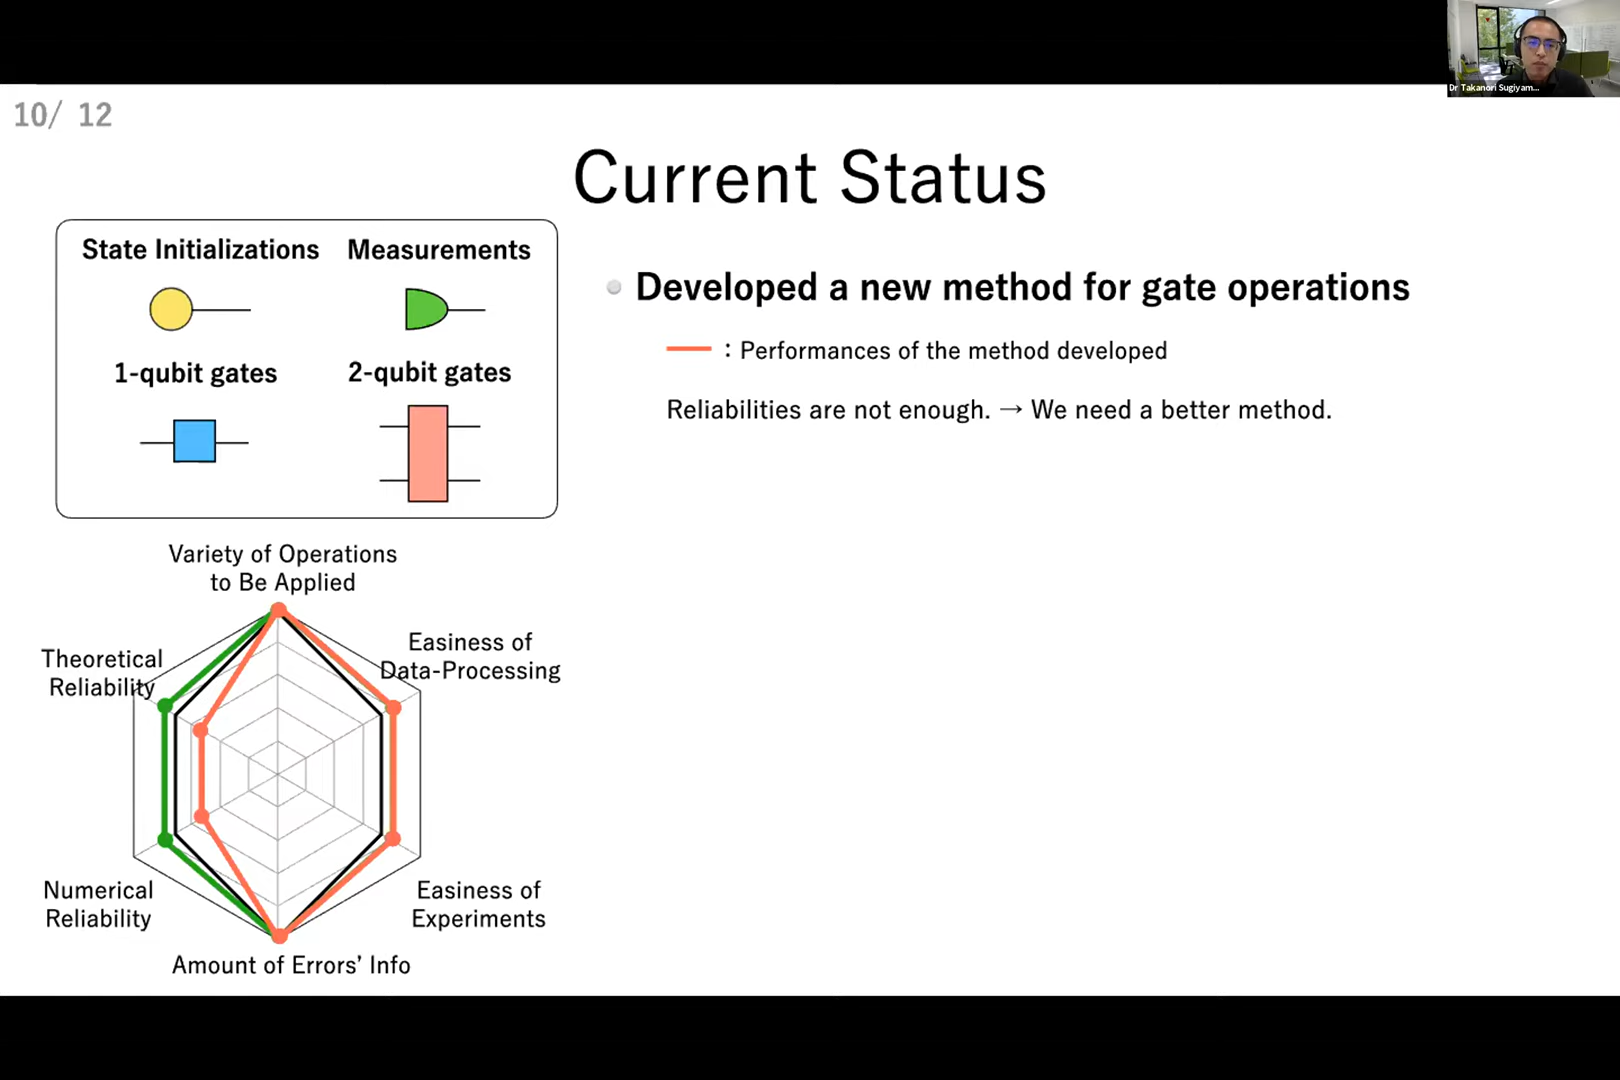 Dr Takanori Sugiyam...
10/ 12
Current Status
State Initializations
Measurements
1-qubit gates
2-qubit gates
Developed a new method for gate operations
: Performances of the method developed
Reliabilities are not enough. → We need a better method.
Variety of Operations
to Be Applied
Easiness of
Data-Processing
Theoretical
Reliability
Numerical
Reliability
Easiness of
Experiments
Amount of Errors’ Info